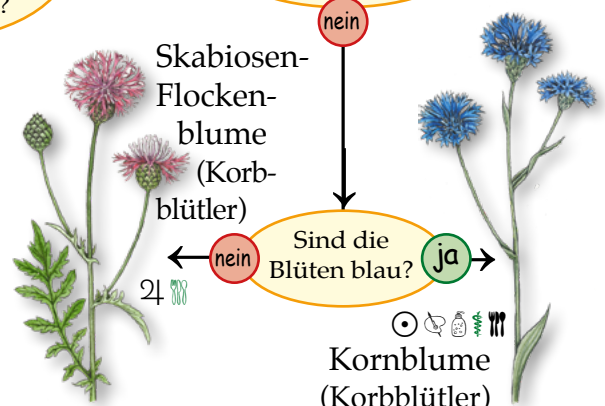 ?
nein
Skabiosen-
Flocken-
blume
(Korb-
blütler)
nein
Sind die
Blüten blau?
ja
♃
☉
Kornblume
(Korbblütler)